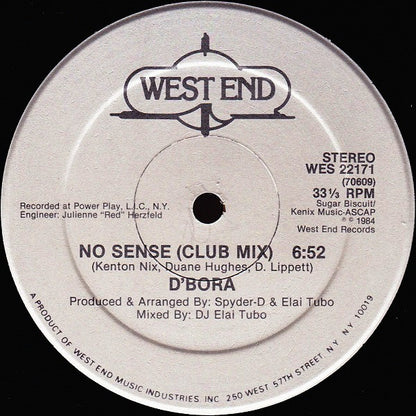 WEST END
STEREO
WES 22171
(70609)
33⅓ RPM
Sugar Biscuit/
Kenix Music-ASCAP
℗ © 1984
West End Records
Recorded at Power Play, L.I.C., N.Y.
Engineer: Julienne "Red" Herzfeld
NO SENSE (CLUB MIX) 6:52
(Kenton Nix, Duane Hughes, D. Lippett)
D'BORA
Produced & Arranged By: Spyder-D & Elai Tubo
Mixed By: DJ Elai Tubo
A PRODUCT OF WEST END MUSIC INDUSTRIES, INC. 250 WEST 57TH STREET, NY, NY 10019